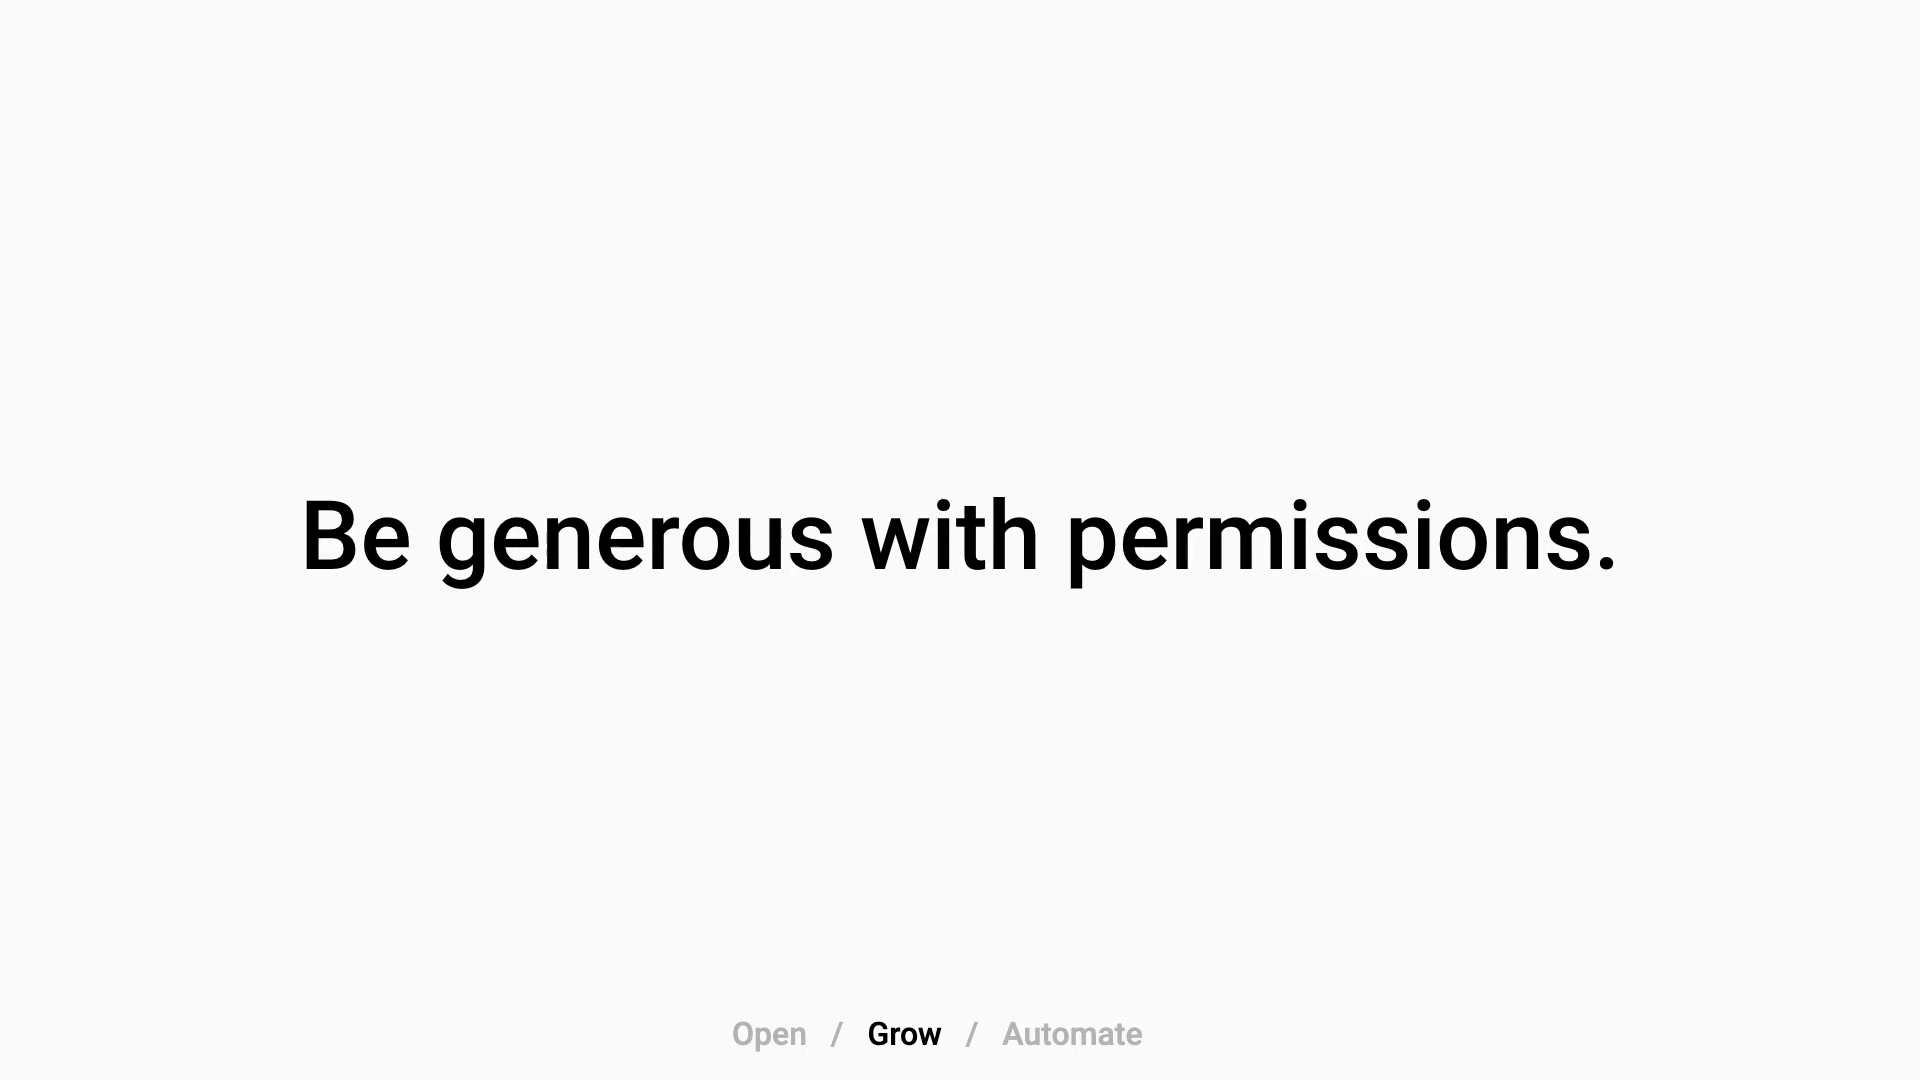 Be generous with permissions.
Open / Grow / Automate